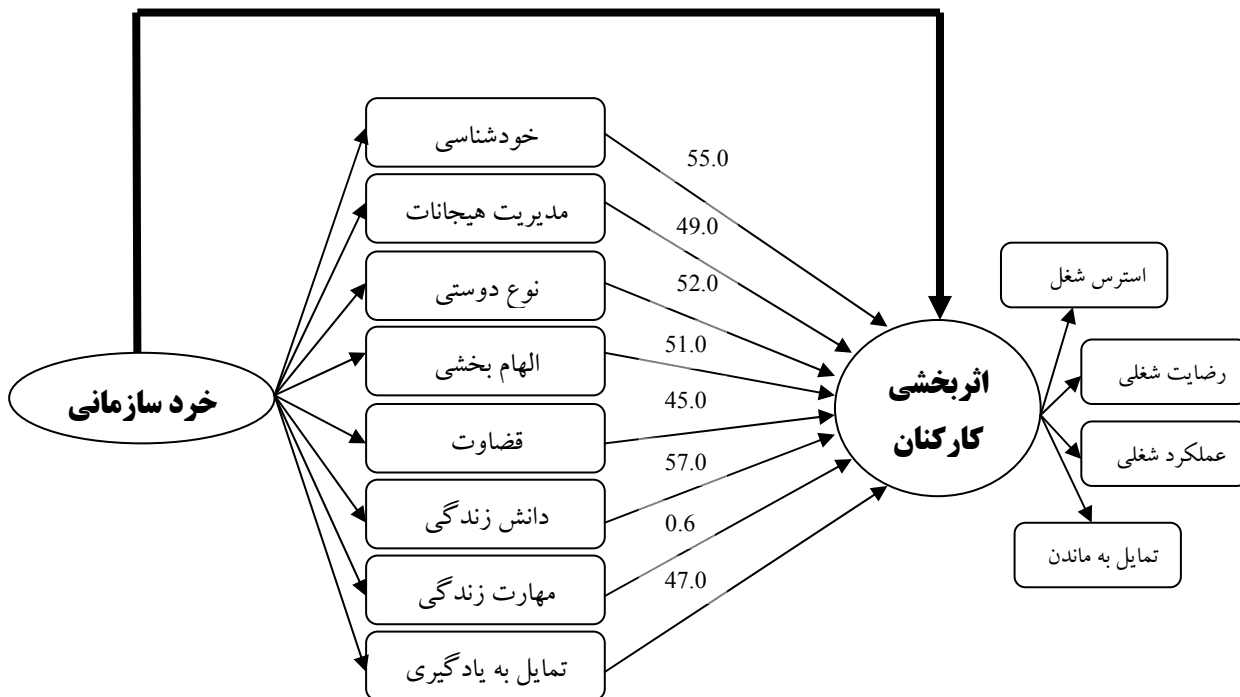 خودشناسی
مدیریت هیجانات
نوع دوستی
الهام بخشی
قضاوت
دانش زندگی
مهارت زندگی
تمایل به یادگیری
خرد سازمانی
55.0
49.0
52.0
51.0
45.0
57.0
0.6
47.0
اثربخشی
کارکنان
استرس شغل
رضایت شغلی
عملکرد شغلی
تمایل به ماندن